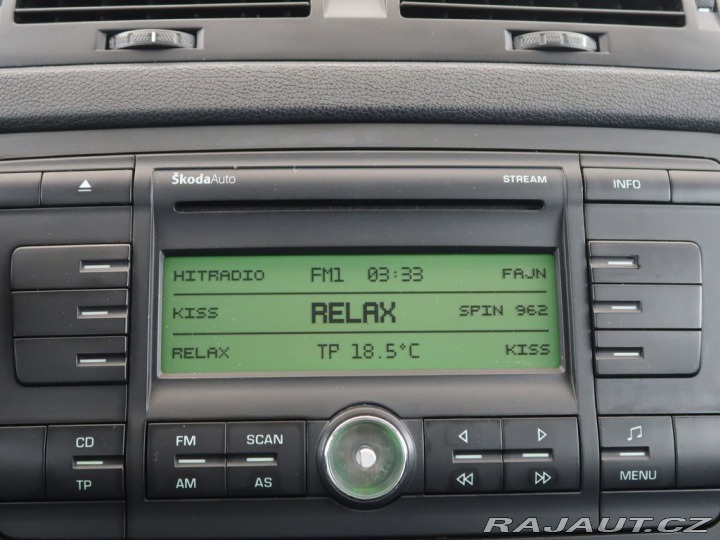 ŠkodaAuto STREAM
INFO
HITRADIO FM1 03:33 FAJN
KISS RELAX SPIN 962
RELAX TP 18.5°C KISS
CD FM SCAN
TP AM AS MENU
RAJAUT.CZ